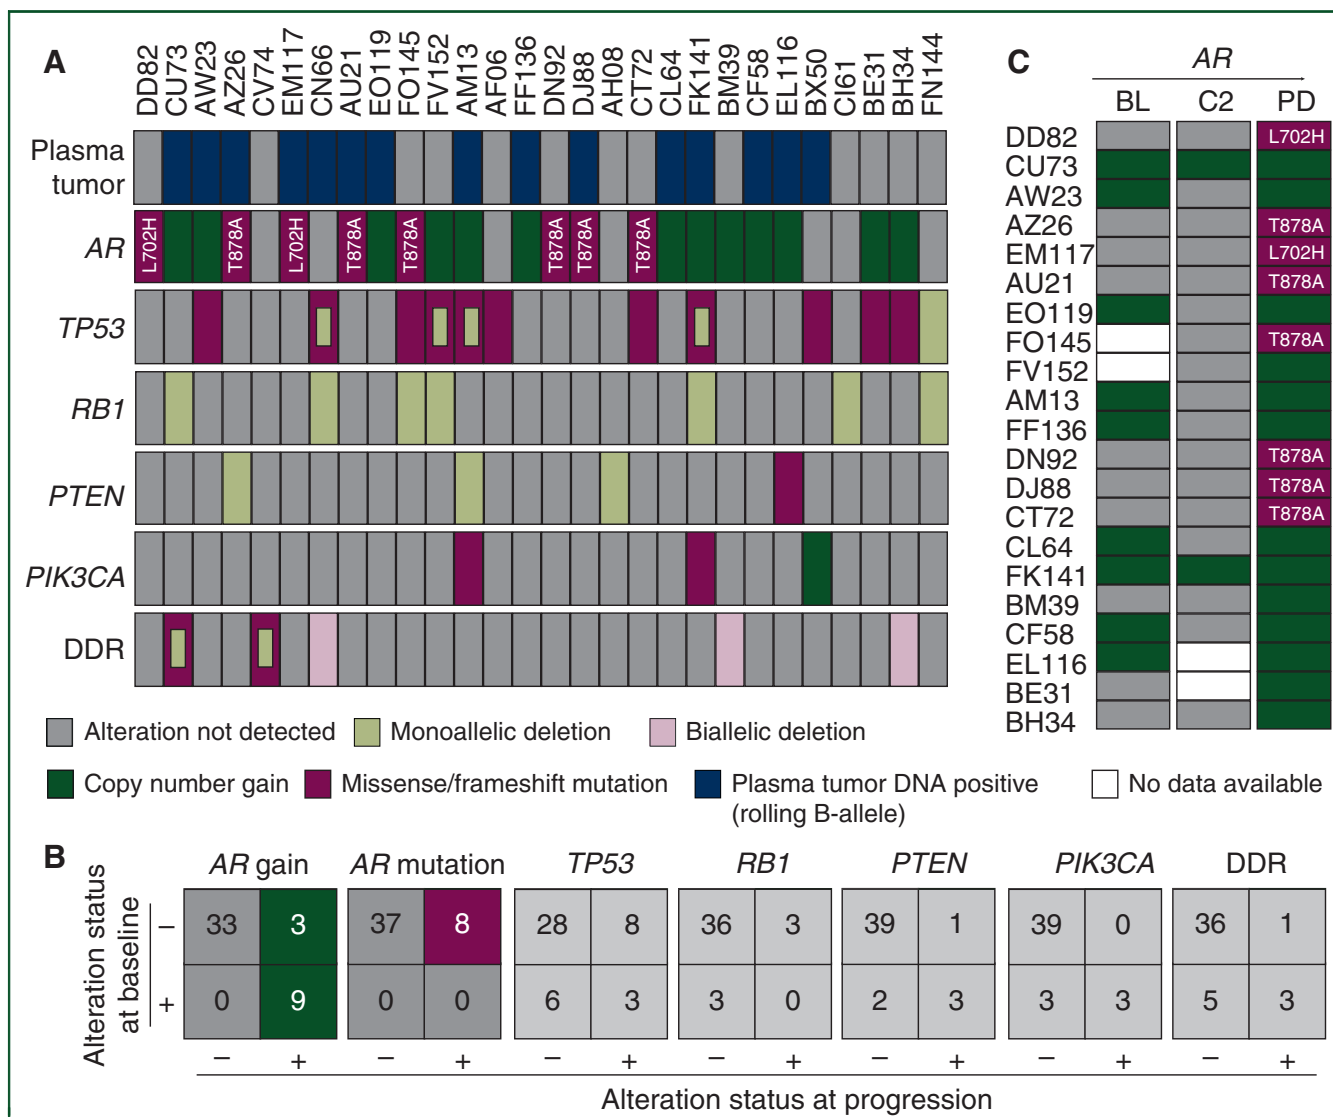 A
DD82 CU73 AW23 AZ26 CV74 EM117 CN66 AU21 EO119 FO145 FV152 AM13 AF06 FF136 DN92 DJ88 AH08 CT72 CL64 FK141 BM39 CF58 EL116 BX50 CI61 BE31 BH34 FN144
Plasma
tumor
AR L702H T878A L702H T878A T878A T878A T878A T878A
TP53
RB1
PTEN
PIK3CA
DDR
Alteration not detected Monoallelic deletion Biallelic deletion
Copy number gain Missense/frameshift mutation Plasma tumor DNA positive
(rolling B-allele) No data available
C
AR
BL C2 PD
DD82 L702H
CU73
AW23
AZ26 T878A
EM117 L702H
AU21 T878A
EO119
FO145 T878A
FV152
AM13
FF136
DN92 T878A
DJ88 T878A
CT72 T878A
CL64
FK141
BM39
CF58
EL116
BE31
BH34
B
AR gain AR mutation TP53 RB1 PTEN PIK3CA DDR
Alteration status
at baseline
– 33 3 37 8 28 8 36 3 39 1 39 0 36 1
+ 0 9 0 0 6 3 3 0 2 3 3 3 5 3
– + – + – + – + – + – + – +
Alteration status at progression